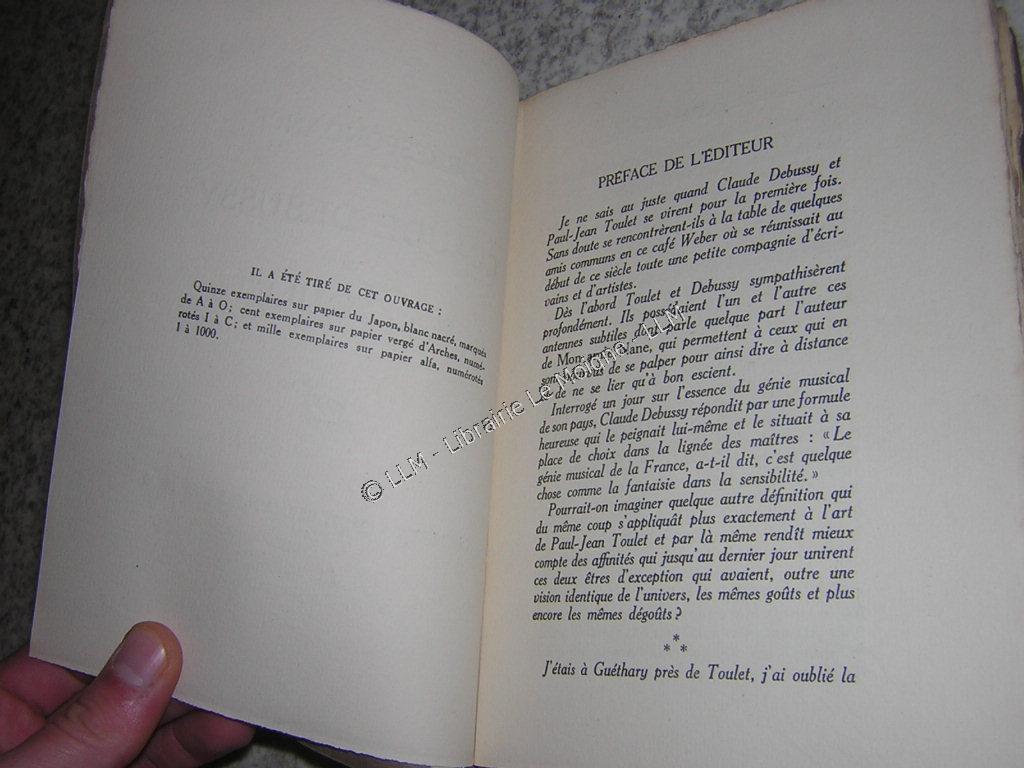 IL A ÉTÉ TIRÉ DE CET OUVRAGE :
Quinze exemplaires sur papier du Japon, blanc nacré, marqués
de A à O; cent exemplaires sur papier vergé d'Arches, numé-
rotés I à C; et mille exemplaires sur papier alfa, numérotés
1 à 1000.
PRÉFACE DE L'ÉDITEUR
Je ne sais au juste quand Claude Debussy et
Paul-Jean Toulet se virent pour la première fois.
Sans doute se rencontrèrent-ils à la table de quelques
amis communs en ce café Weber où se réunissait au
début de ce siècle toute une petite compagnie d'écri-
vains et d'artistes.
Dès l'abord Toulet et Debussy sympathisèrent
profondément. Ils possédaient l'un et l'autre ces
antennes subtiles dont parle quelque part l'auteur
de Mon amie Nane, qui permettent à ceux qui en
sont de se palper pour ainsi dire à distance
de ne se lier qu'à bon escient.
Interrogé un jour sur l'essence du génie musical
de son pays, Claude Debussy répondit par une formule
heureuse qui le peignait lui-même et le situait à sa
place de choix dans la lignée des maîtres : « Le
génie musical de la France, a-t-il dit, c'est quelque
chose comme la fantaisie dans la sensibilité. »
Pourrait-on imaginer quelque autre définition qui
du même coup s'appliquât plus exactement à l'art
de Paul-Jean Toulet et par là même rendît mieux
compte des affinités qui jusqu'au dernier jour unirent
ces deux êtres d'exception qui avaient, outre une
vision identique de l'univers, les mêmes goûts et plus
encore les mêmes dégoûts ?
* * *
J'étais à Guéthary près de Toulet, j'ai oublié la
© LLM - Librairie Le Moigne - LLM